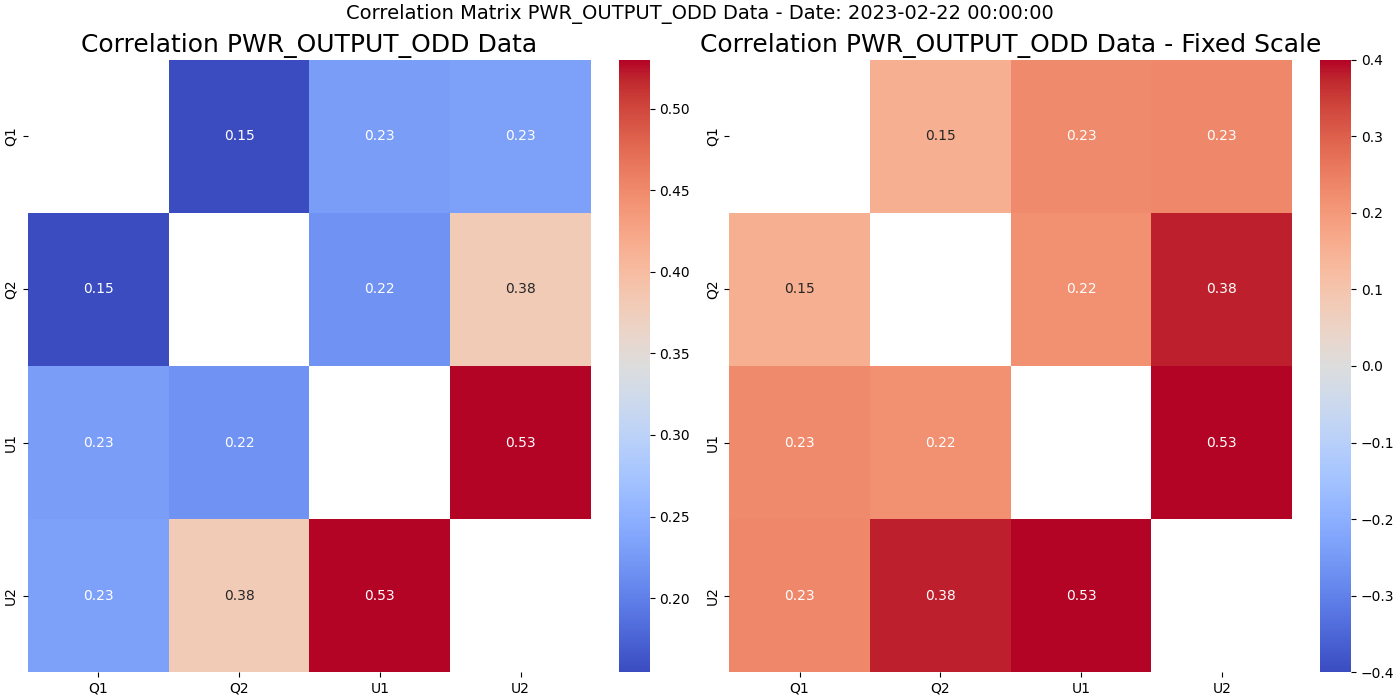 Correlation Matrix PWR_OUTPUT_ODD Data - Date: 2023-02-22 00:00:00
Correlation PWR_OUTPUT_ODD Data
Q1
0.15
0.23
0.23
Q2
0.15
0.22
0.38
U1
0.23
0.22
0.53
U2
0.23
0.38
0.53
Q1
Q2
U1
U2
0.50
0.45
0.40
0.35
0.30
0.25
0.20
Correlation PWR_OUTPUT_ODD Data - Fixed Scale
Q1
0.15
0.23
0.23
Q2
0.15
0.22
0.38
U1
0.23
0.22
0.53
U2
0.23
0.38
0.53
Q1
Q2
U1
U2
0.4
0.3
0.2
0.1
0.0
−0.1
−0.2
−0.3
−0.4